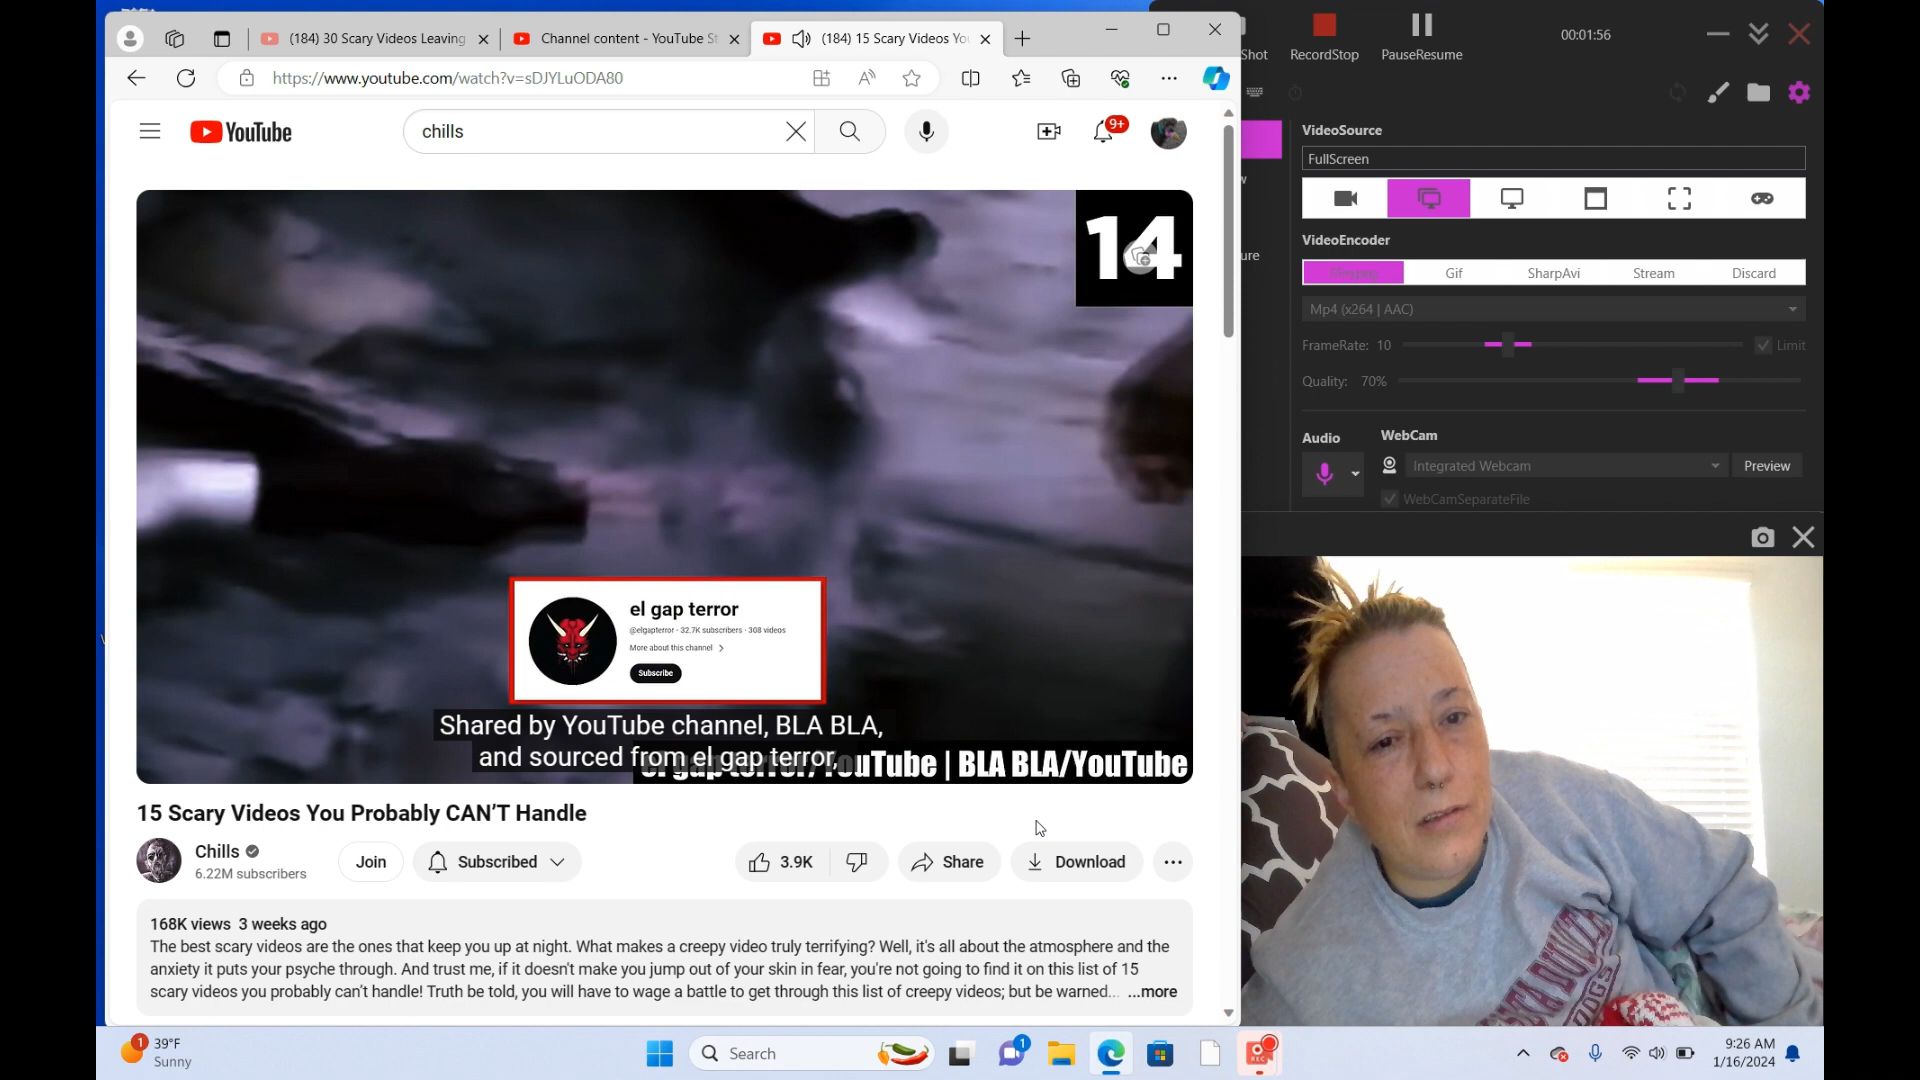 (184) 30 Scary Videos Leaving
Channel content - YouTube St
(184) 15 Scary Videos Yo
https://www.youtube.com/watch?v=sDJYLuODA80
YouTube
chills
9+
14
el gap terror
@elgapterror · 32.7K subscribers · 308 videos
More about this channel
Subscribe
Shared by YouTube channel, BLA BLA,
and sourced from el gap terror,
el gap terror/YouTube | BLA BLA/YouTube
15 Scary Videos You Probably CAN'T Handle
Chills
6.22M subscribers
Join
Subscribed
3.9K
Share
Download
168K views 3 weeks ago
The best scary videos are the ones that keep you up at night. What makes a creepy video truly terrifying? Well, it's all about the atmosphere and the
anxiety it puts your psyche through. And trust me, if it doesn't make you jump out of your skin in fear, you're not going to find it on this list of 15
scary videos you probably can't handle! Truth be told, you will have to wage a battle to get through this list of creepy videos; but be warned... ...more
Shot
RecordStop
PauseResume
00:01:56
w
ure
VideoSource
FullScreen
VideoEncoder
Gif
SharpAvi
Stream
Discard
Mp4 (x264 | AAC)
FrameRate: 10
Limit
Quality: 70%
Audio
WebCam
Integrated Webcam
Preview
WebCamSeparateFile
DOGS
1
39°F
Sunny
Search
1
REC
9:26 AM
1/16/2024